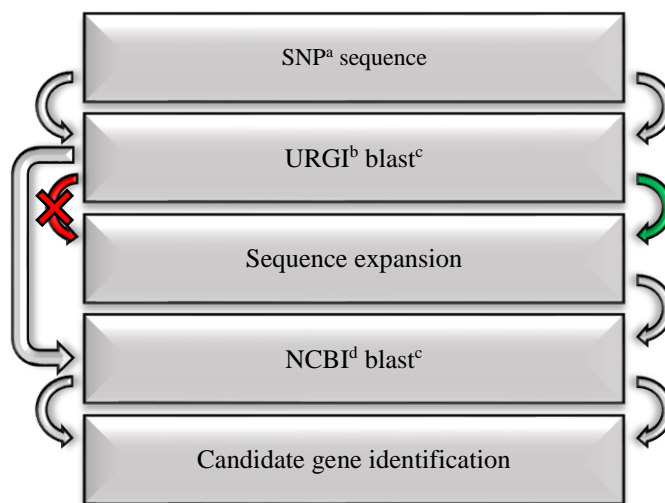 SNPᵃ sequence
URGIᵇ blastᶜ
Sequence expansion
NCBIᵈ blastᶜ
Candidate gene identification